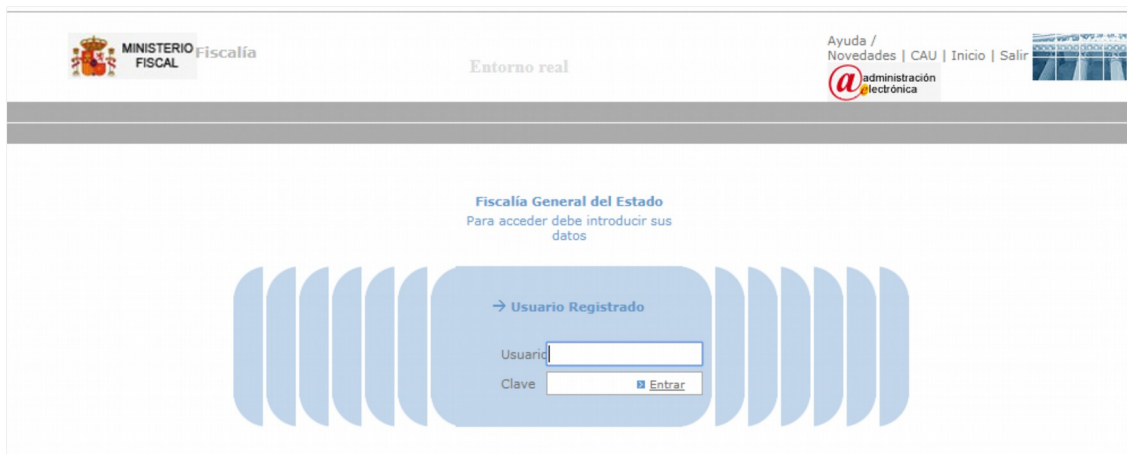 MINISTERIO
FISCAL
Fiscalía
Entorno real
Ayuda /
Novedades | CAU | Inicio | Salir
administración
electrónica
Fiscalía General del Estado
Para acceder debe introducir sus
datos
→ Usuario Registrado
Usuario
Clave
Entrar